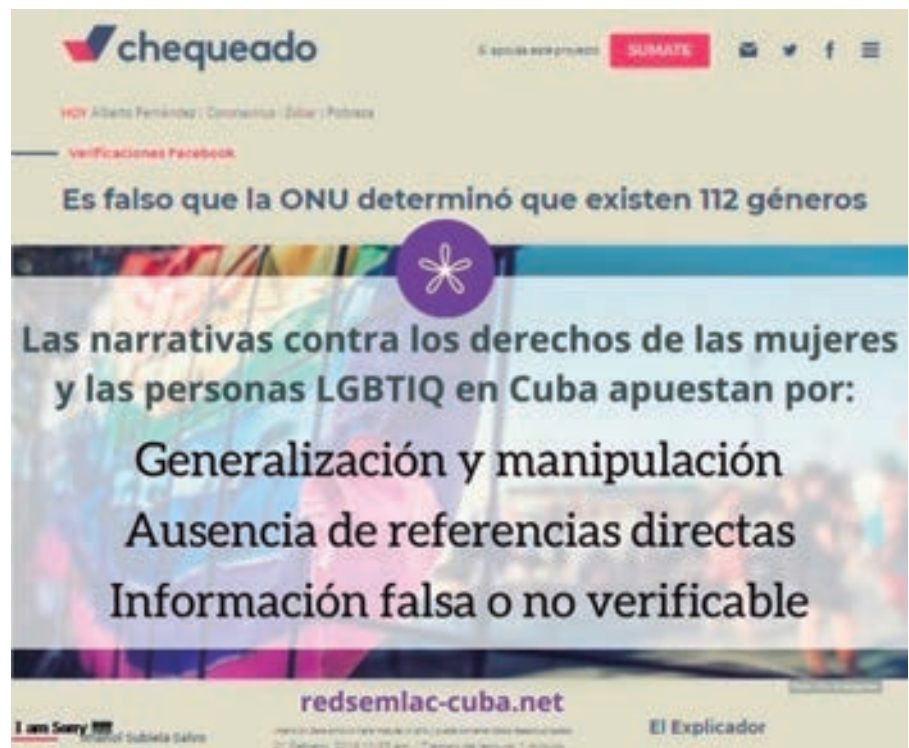 chequeado
SUMATE
HOY Alberto Fernández | Coronavirus | Dólar | Pobreza
Verificaciones Facebook
Es falso que la ONU determinó que existen 112 géneros
Las narrativas contra los derechos de las mujeres
y las personas LGBTIQ en Cuba apuestan por:
Generalización y manipulación
Ausencia de referencias directas
Información falsa o no verificable
redsemlac-cuba.net
I am Sorry !!!!!
Subiela Salvo
El Explicador